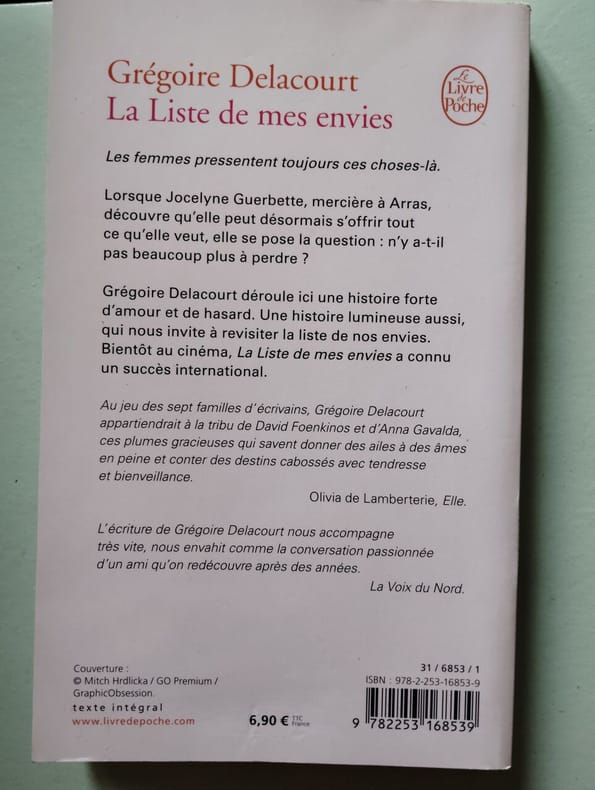 Grégoire Delacourt
La Liste de mes envies
Le
Livre
de
Poche
Les femmes pressentent toujours ces choses-là.
Lorsque Jocelyne Guerbette, mercière à Arras,
découvre qu'elle peut désormais s'offrir tout
ce qu'elle veut, elle se pose la question : n'y a-t-il
pas beaucoup plus à perdre ?
Grégoire Delacourt déroule ici une histoire forte
d'amour et de hasard. Une histoire lumineuse aussi,
qui nous invite à revisiter la liste de nos envies.
Bientôt au cinéma, La Liste de mes envies a connu
un succès international.
Au jeu des sept familles d'écrivains, Grégoire Delacourt
appartiendrait à la tribu de David Foenkinos et d'Anna Gavalda,
ces plumes gracieuses qui savent donner des ailes à des âmes
en peine et conter des destins cabossés avec tendresse
et bienveillance.
Olivia de Lamberterie, Elle.
L'écriture de Grégoire Delacourt nous accompagne
très vite, nous envahit comme la conversation passionnée
d'un ami qu'on redécouvre après des années.
La Voix du Nord.
Couverture :
© Mitch Hrdlicka / GO Premium /
GraphicObsession.
texte intégral
www.livredepoche.com
6,90 € TTC
France
31 / 6853 / 1
ISBN : 978-2-253-16853-9
9 782253 168539